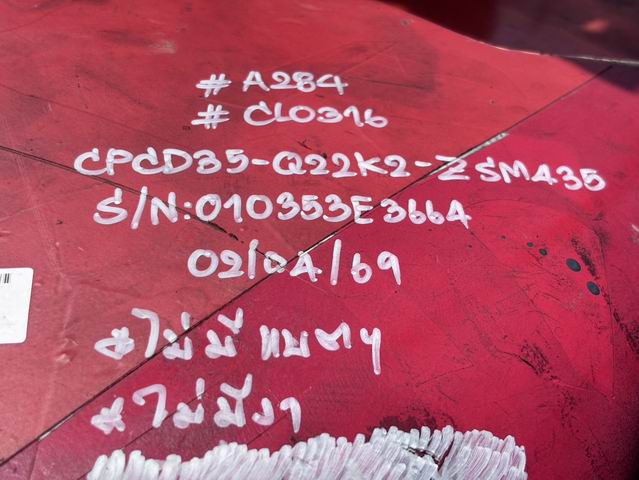 # A284
# CL0316
CPCD35-Q22K2-Z SMA35
S/N:010353E3664
02/04/69
*ไม่มี แบตฯ
*ไม่มีงา